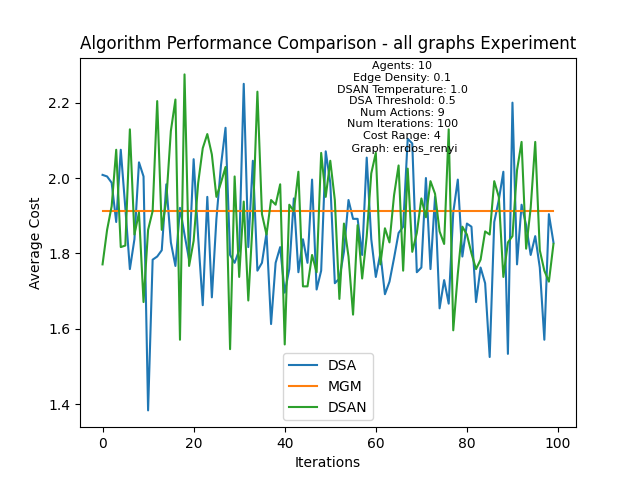 Algorithm Performance Comparison - all graphs Experiment
Agents: 10
Edge Density: 0.1
DSAN Temperature: 1.0
DSA Threshold: 0.5
Num Actions: 9
Num Iterations: 100
Cost Range: 4
Graph: erdos_renyi
Average Cost
2.2
2.0
1.8
1.6
1.4
DSA
MGM
DSAN
0 20 40 60 80 100
Iterations